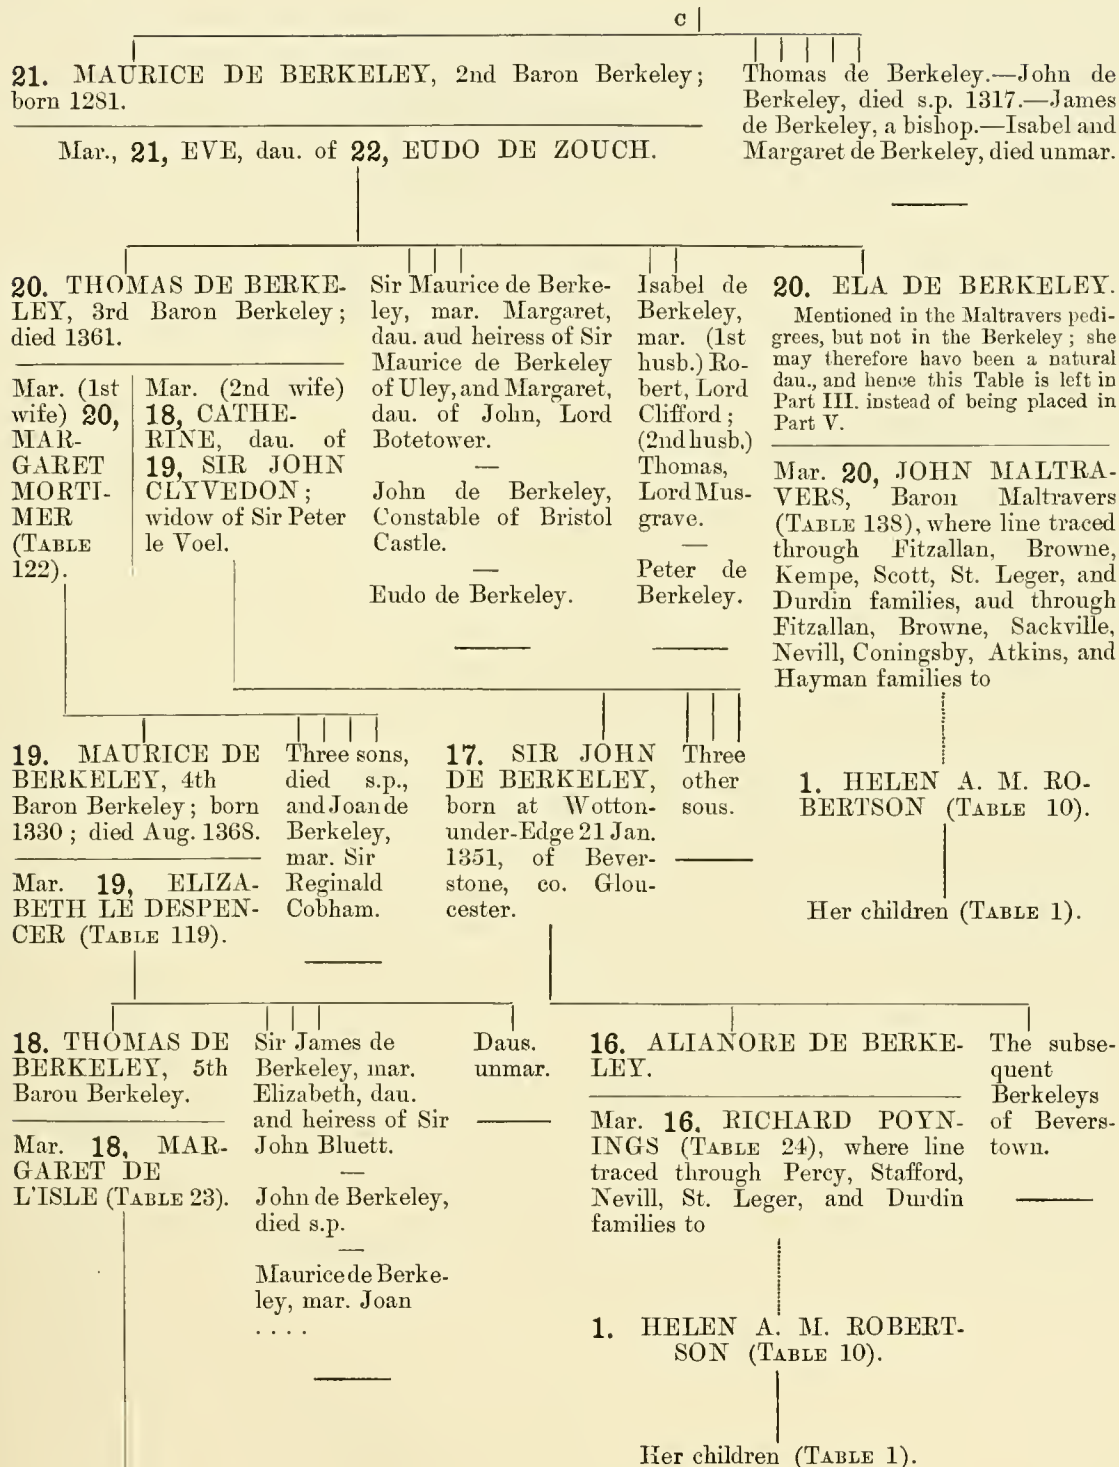 c
21. MAURICE DE BERKELEY, 2nd Baron Berkeley;
born 1281.
Mar., 21, EVE, dau. of 22, EUDO DE ZOUCH.
Thomas de Berkeley.—John de
Berkeley, died s.p. 1317.—James
de Berkeley, a bishop.—Isabel and
Margaret de Berkeley, died unmar.
20. THOMAS DE BERKE-
LEY, 3rd Baron Berkeley;
died 1361.
Mar. (1st
wife) 20,
MAR-
GARET
MORTI-
MER
(TABLE
122).
Mar. (2nd wife)
18, CATHE-
RINE, dau. of
19, SIR JOHN
CLYVEDON;
widow of Sir Peter
le Voel.
Sir Maurice de Berke-
ley, mar. Margaret,
dau. aud heiress of Sir
Maurice de Berkeley
of Uley, and Margaret,
dau. of John, Lord
Botetower.
—
John de Berkeley,
Constable of Bristol
Castle.
—
Eudo de Berkeley.
Isabel de
Berkeley,
mar. (1st
husb.) Ro-
bert, Lord
Clifford;
(2nd husb.)
Thomas,
Lord Mus-
grave.
—
Peter de
Berkeley.
20. ELA DE BERKELEY.
Mentioned in the Maltravers pedi-
grees, but not in the Berkeley; she
may therefore havo been a natural
dau., and hence this Table is left in
Part III. instead of being placed in
Part V.
Mar. 20, JOHN MALTRA-
VERS, Baron Maltravers
(TABLE 138), where line traced
through Fitzallan, Browne,
Kempe, Scott, St. Leger, and
Durdin families, aud through
Fitzallan, Browne, Sackville,
Nevill, Coningsby, Atkins, and
Hayman families to
1. HELEN A. M. RO-
BERTSON (TABLE 10).
Her children (TABLE 1).
19. MAURICE DE
BERKELEY, 4th
Baron Berkeley; born
1330; died Aug. 1368.
Mar. 19, ELIZA-
BETH LE DESPEN-
CER (TABLE 119).
Three sons,
died s.p.,
and Joan de
Berkeley,
mar. Sir
Reginald
Cobham.
17. SIR JOHN
DE BERKELEY,
born at Wotton-
under-Edge 21 Jan.
1351, of Bever-
stone, co. Glou-
cester.
Three
other
sous.
18. THOMAS DE
BERKELEY, 5th
Barou Berkeley.
Mar. 18, MAR-
GARET DE
L'ISLE (TABLE 23).
Sir James de
Berkeley, mar.
Elizabeth, dau.
and heiress of Sir
John Bluett.
—
John de Berkeley,
died s.p.
—
Maurice de Berke-
ley, mar. Joan
. . . .
Daus.
unmar.
16. ALIANORE DE BERKE-
LEY.
Mar. 16, RICHARD POYN-
INGS (TABLE 24), where line
traced through Percy, Stafford,
Nevill, St. Leger, and Durdin
families to
1. HELEN A. M. ROBERT-
SON (TABLE 10).
Her children (TABLE 1).
The subse-
quent
Berkeleys
of Bevers-
town.